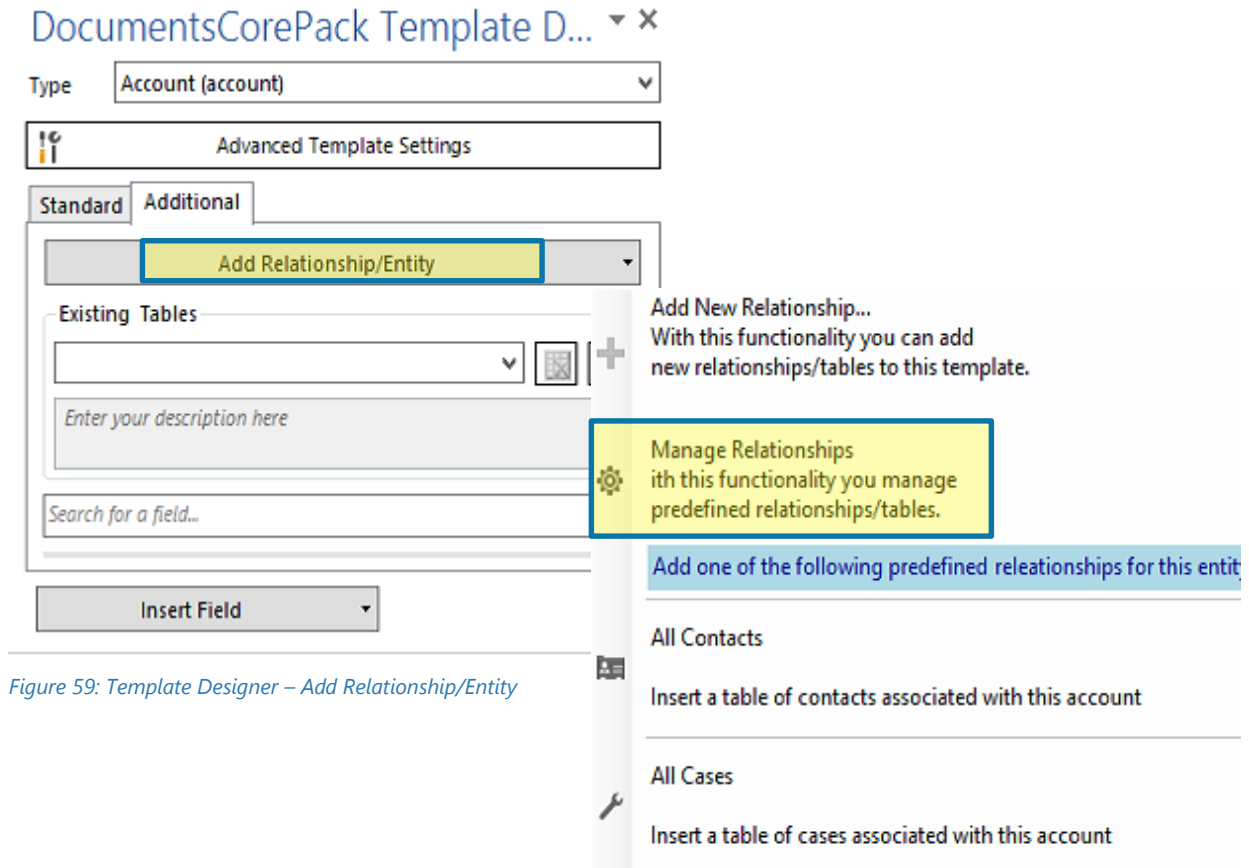 DocumentsCorePack Template D...
Type
Account (account)
Advanced Template Settings
Standard
Additional
Add Relationship/Entity
Existing Tables
Enter your description here
Search for a field...
Insert Field
Figure 59: Template Designer – Add Relationship/Entity
Add New Relationship...
With this functionality you can add
new relationships/tables to this template.
Manage Relationships
ith this functionality you manage
predefined relationships/tables.
Add one of the following predefined releationships for this entity
All Contacts
Insert a table of contacts associated with this account
All Cases
Insert a table of cases associated with this account